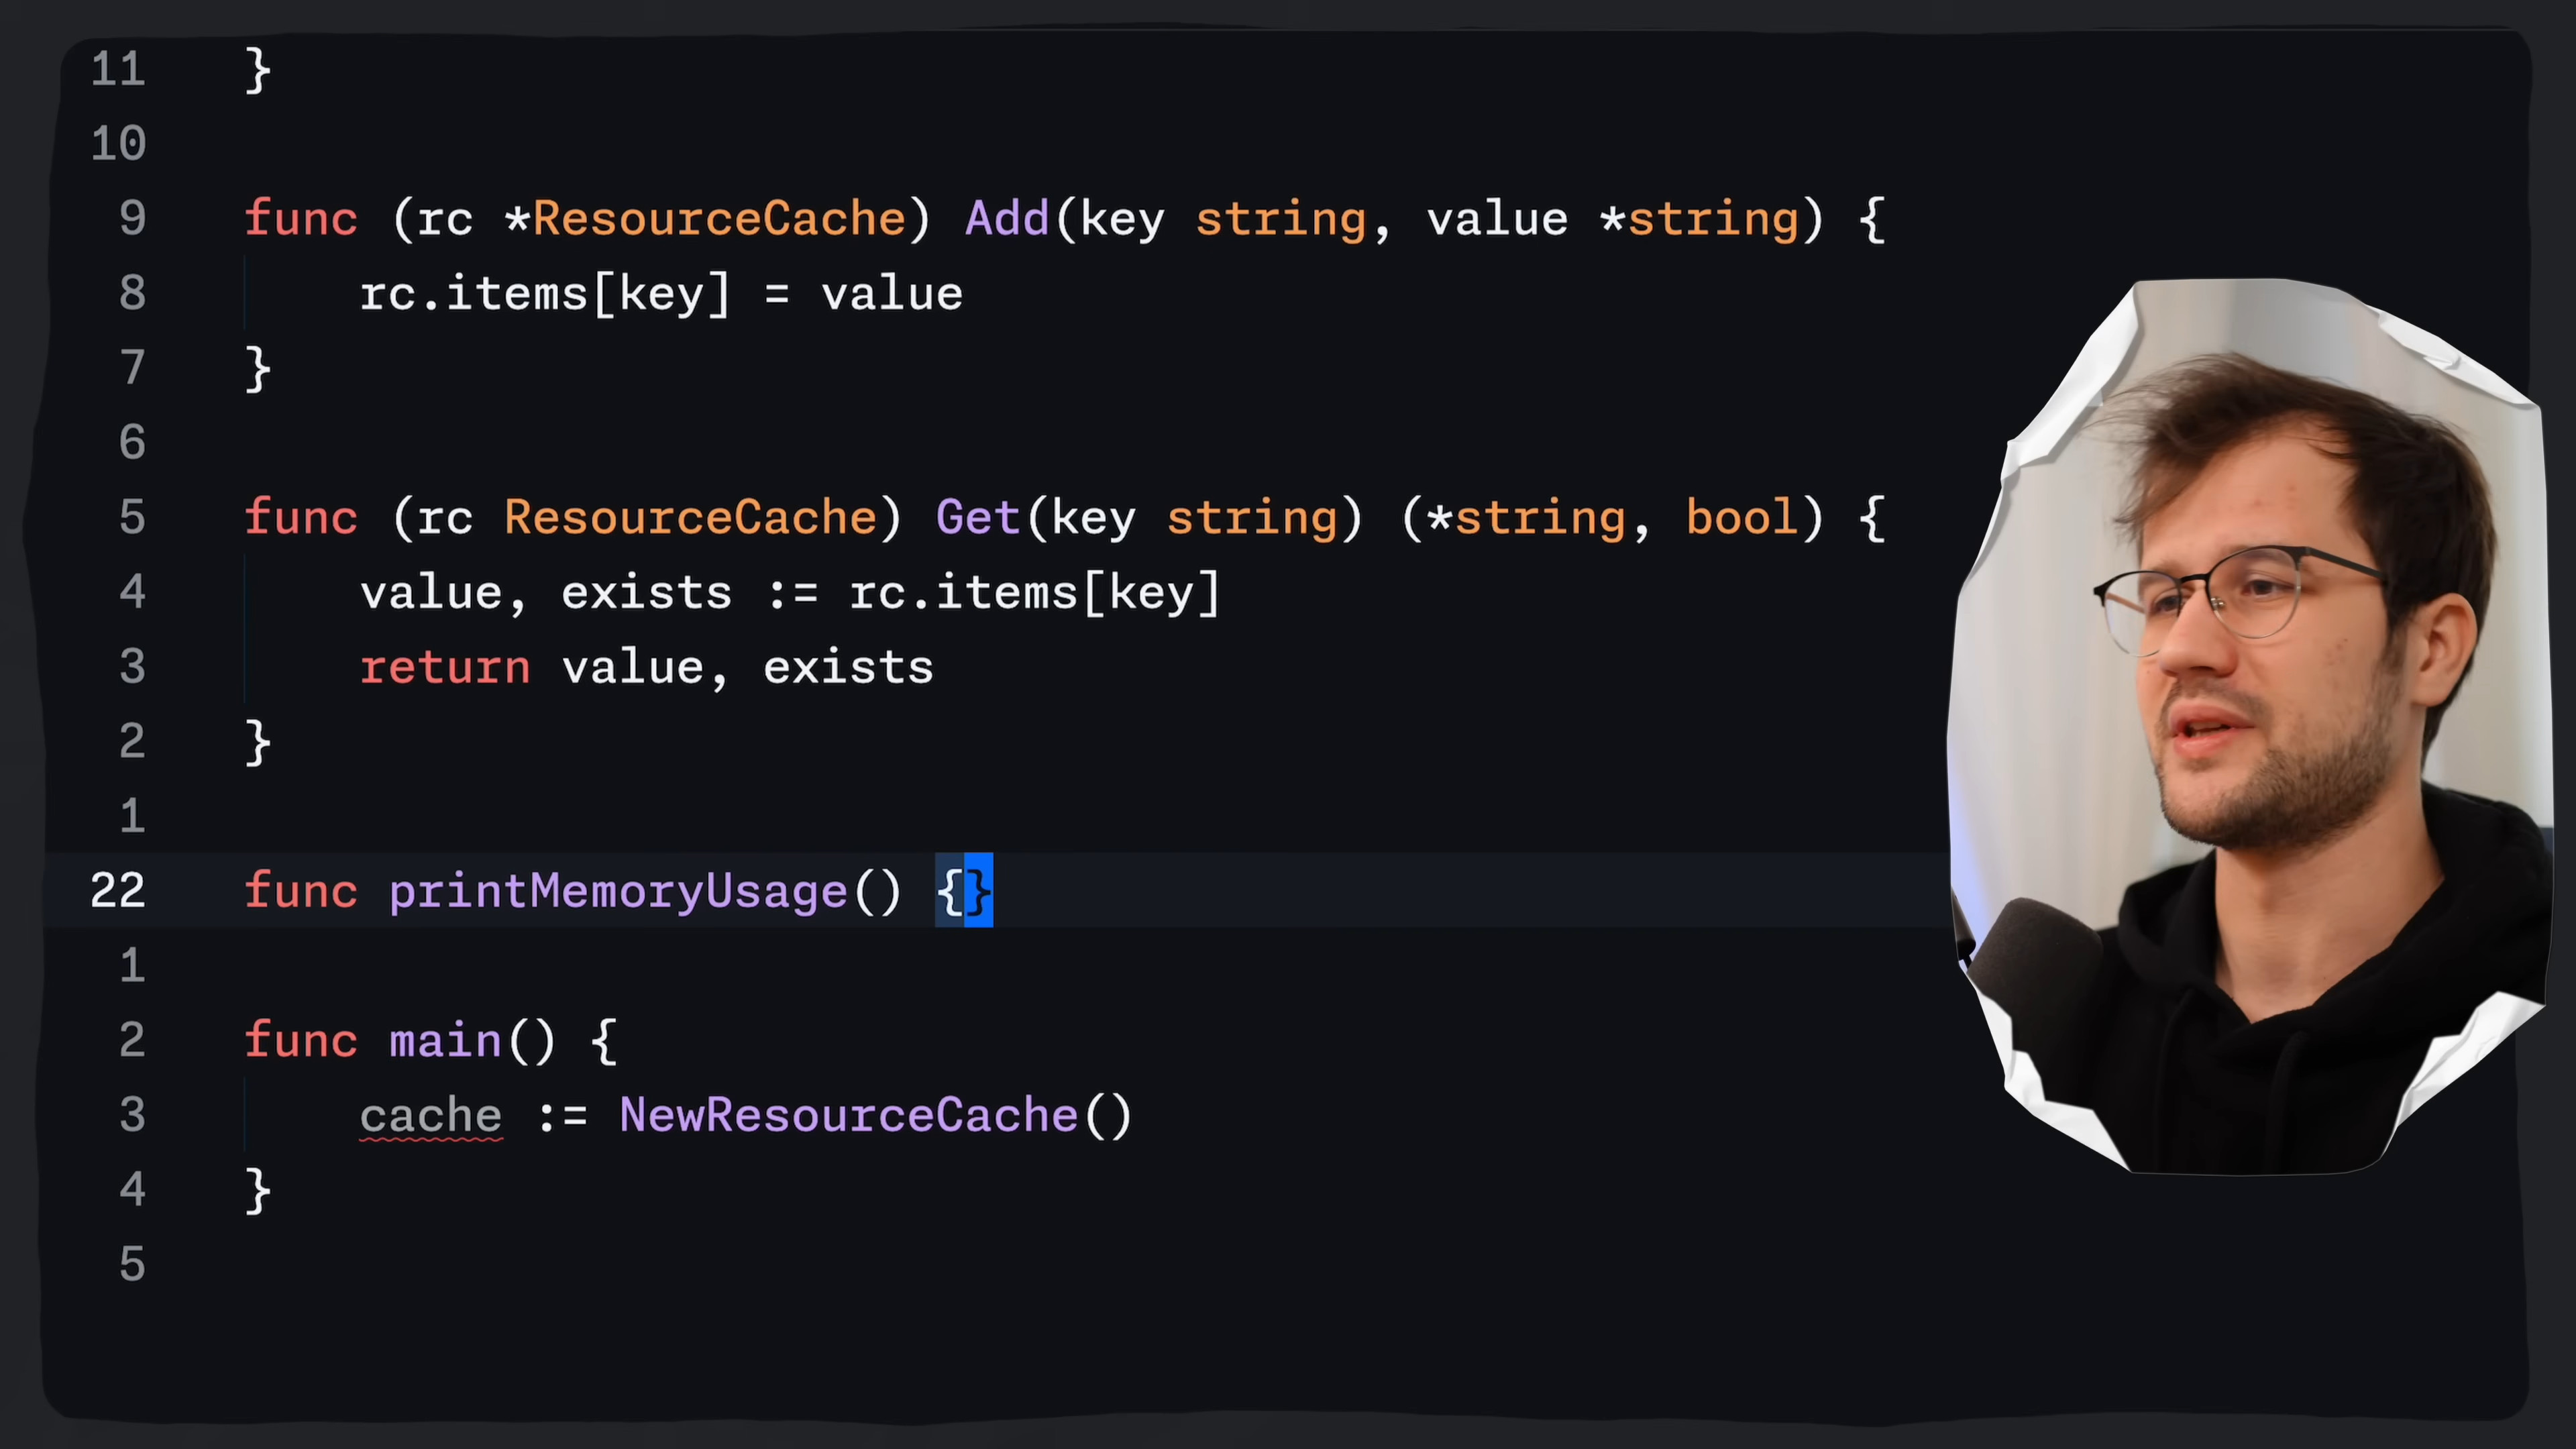 11 }
10
9 func (rc *ResourceCache) Add(key string, value *string) {
8 rc.items[key] = value
7 }
6
5 func (rc ResourceCache) Get(key string) (*string, bool) {
4 value, exists := rc.items[key]
3 return value, exists
2 }
1
22 func printMemoryUsage() {}
1
2 func main() {
3 cache := NewResourceCache()
4 }
5